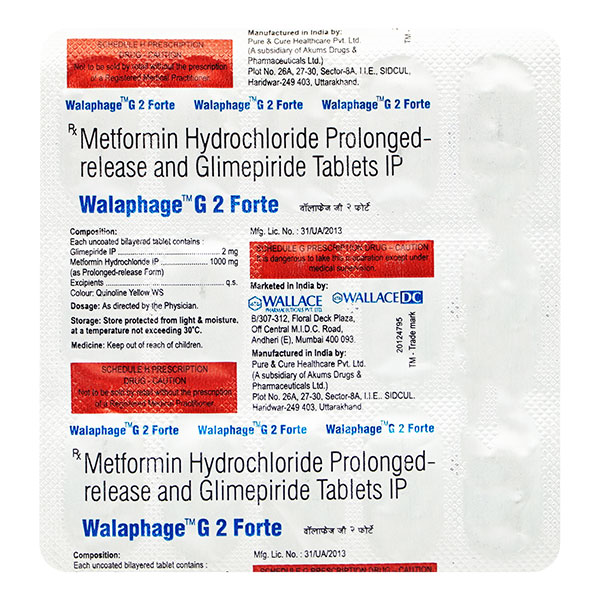 SCHEDULE H PRESCRIPTION
DRUG - CAUTION
Not to be sold by retail without the prescription
of a Registered Medical Practitioner
Manufactured in India by:
Pure & Cure Healthcare Pvt. Ltd.
(A subsidiary of Akums Drugs &
Pharmaceuticals Ltd.)
Plot No. 26A, 27-30, Sector-8A, I.I.E., SIDCUL,
Haridwar-249 403, Uttarakhand.
TM -
Walaphage™G 2 Forte Walaphage™G 2 Forte Walaphage™G 2 Forte
Rx Metformin Hydrochloride Prolonged-
release and Glimepiride Tablets IP
Walaphage™ G 2 Forte वॉलाफेज जी २ फोर्टे
Composition:
Each uncoated bilayered tablet contains :
Glimepiride IP ........................ 2 mg
Metformin Hydrochloride IP ............ 1000 mg
(as Prolonged-release Form)
Excipients ........................ q.s.
Colour: Quinoline Yellow WS
Dosage: As directed by the Physician.
Storage: Store protected from light & moisture,
at a temperature not exceeding 30°C.
Medicine: Keep out of reach of children.
SCHEDULE H PRESCRIPTION
DRUG - CAUTION
Not to be sold by retail without the prescription
of a Registered Medical Practitioner
Mfg. Lic. No. : 31/UA/2013
SCHEDULE G PRESCRIPTION DRUG - CAUTION
It is dangerous to take this preparation except under
medical supervision.
Marketed in India by:
WALLACE
PHARMACEUTICALS PVT. LTD.
WALLACE DC
B/307-312, Floral Deck Plaza,
Off Central M.I.D.C. Road,
Andheri (E), Mumbai 400 093.
Manufactured in India by:
Pure & Cure Healthcare Pvt. Ltd.
(A subsidiary of Akums Drugs &
Pharmaceuticals Ltd.)
Plot No. 26A, 27-30, Sector-8A, I.I.E., SIDCUL,
Haridwar-249 403, Uttarakhand
20124795
TM - Trade mark
Walaphage™G 2 Forte Walaphage™G 2 Forte Walaphage™G 2 Forte
Rx Metformin Hydrochloride Prolonged-
release and Glimepiride Tablets IP
Walaphage™ G 2 Forte वॉलाफेज जी २ फोर्टे
Composition:
Each uncoated bilayered tablet contains :
Mfg. Lic. No. : 31/UA/2013
SCHEDULE G PRESCRIPTION DRUG - CAUTION